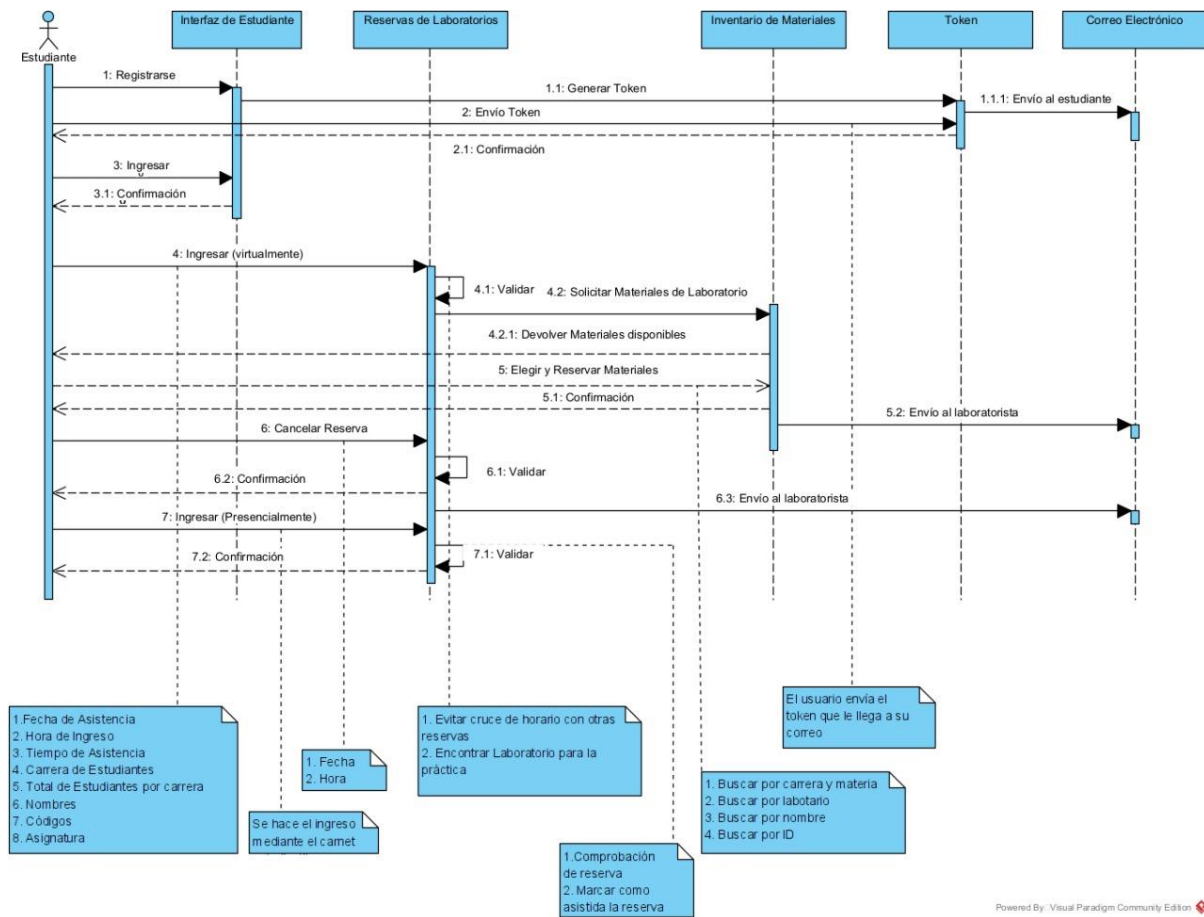 Interfaz de Estudiante
Reservas de Laboratorios
Inventario de Materiales
Token
Correo Electrónico
Estudiante
1: Registrarse
1.1: Generar Token
1.1.1: Envío al estudiante
2: Envío Token
2.1: Confirmación
3: Ingresar
3.1: Confirmación
4: Ingresar (virtualmente)
4.1: Validar
4.2: Solicitar Materiales de Laboratorio
4.2.1: Devolver Materiales disponibles
5: Elegir y Reservar Materiales
5.1: Confirmación
5.2: Envío al laboratorista
6: Cancelar Reserva
6.1: Validar
6.2: Confirmación
6.3: Envío al laboratorista
7: Ingresar (Presencialmente)
7.1: Validar
7.2: Confirmación
1.Fecha de Asistencia
2. Hora de Ingreso
3. Tiempo de Asistencia
4. Carrera de Estudiantes
5. Total de Estudiantes por carrera
6. Nombres
7. Códigos
8. Asignatura
Se hace el ingreso
mediante el carnet
1. Fecha
2. Hora
1. Evitar cruce de horario con otras
reservas
2. Encontrar Laboratorio para la
pràctica
1.Comprobación
de reserva
2. Marcar como
asistida la reserva
El usuario envía el
token que le llega a su
correo
1. Buscar por carrera y materia
2. Buscar por labotario
3. Buscar por nombre
4. Buscar por ID
Powered By: Visual Paradigm Community Edition